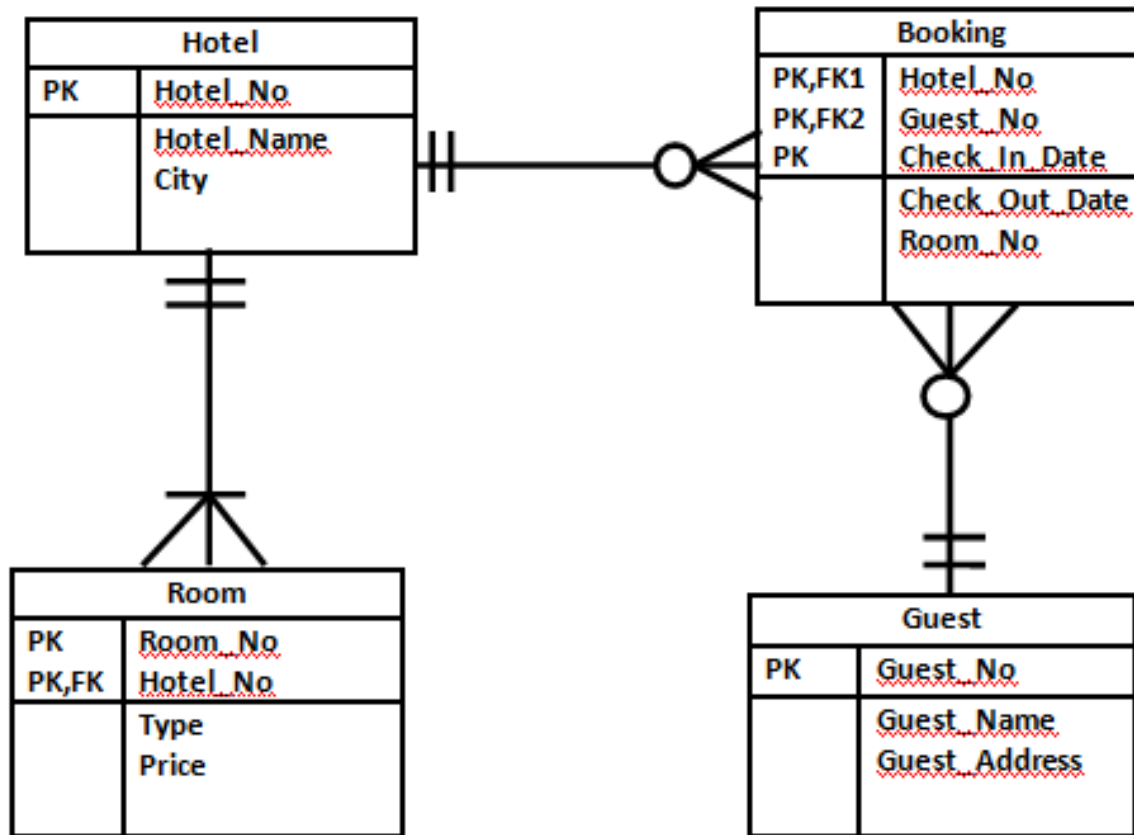 Hotel
PK Hotel_No
Hotel_Name
City
Booking
PK,FK1 Hotel_No
PK,FK2 Guest_No
PK Check_In_Date
Check_Out_Date
Room_No
Room
PK Room_No
PK,FK Hotel_No
Type
Price
Guest
PK Guest_No
Guest_Name
Guest_Address